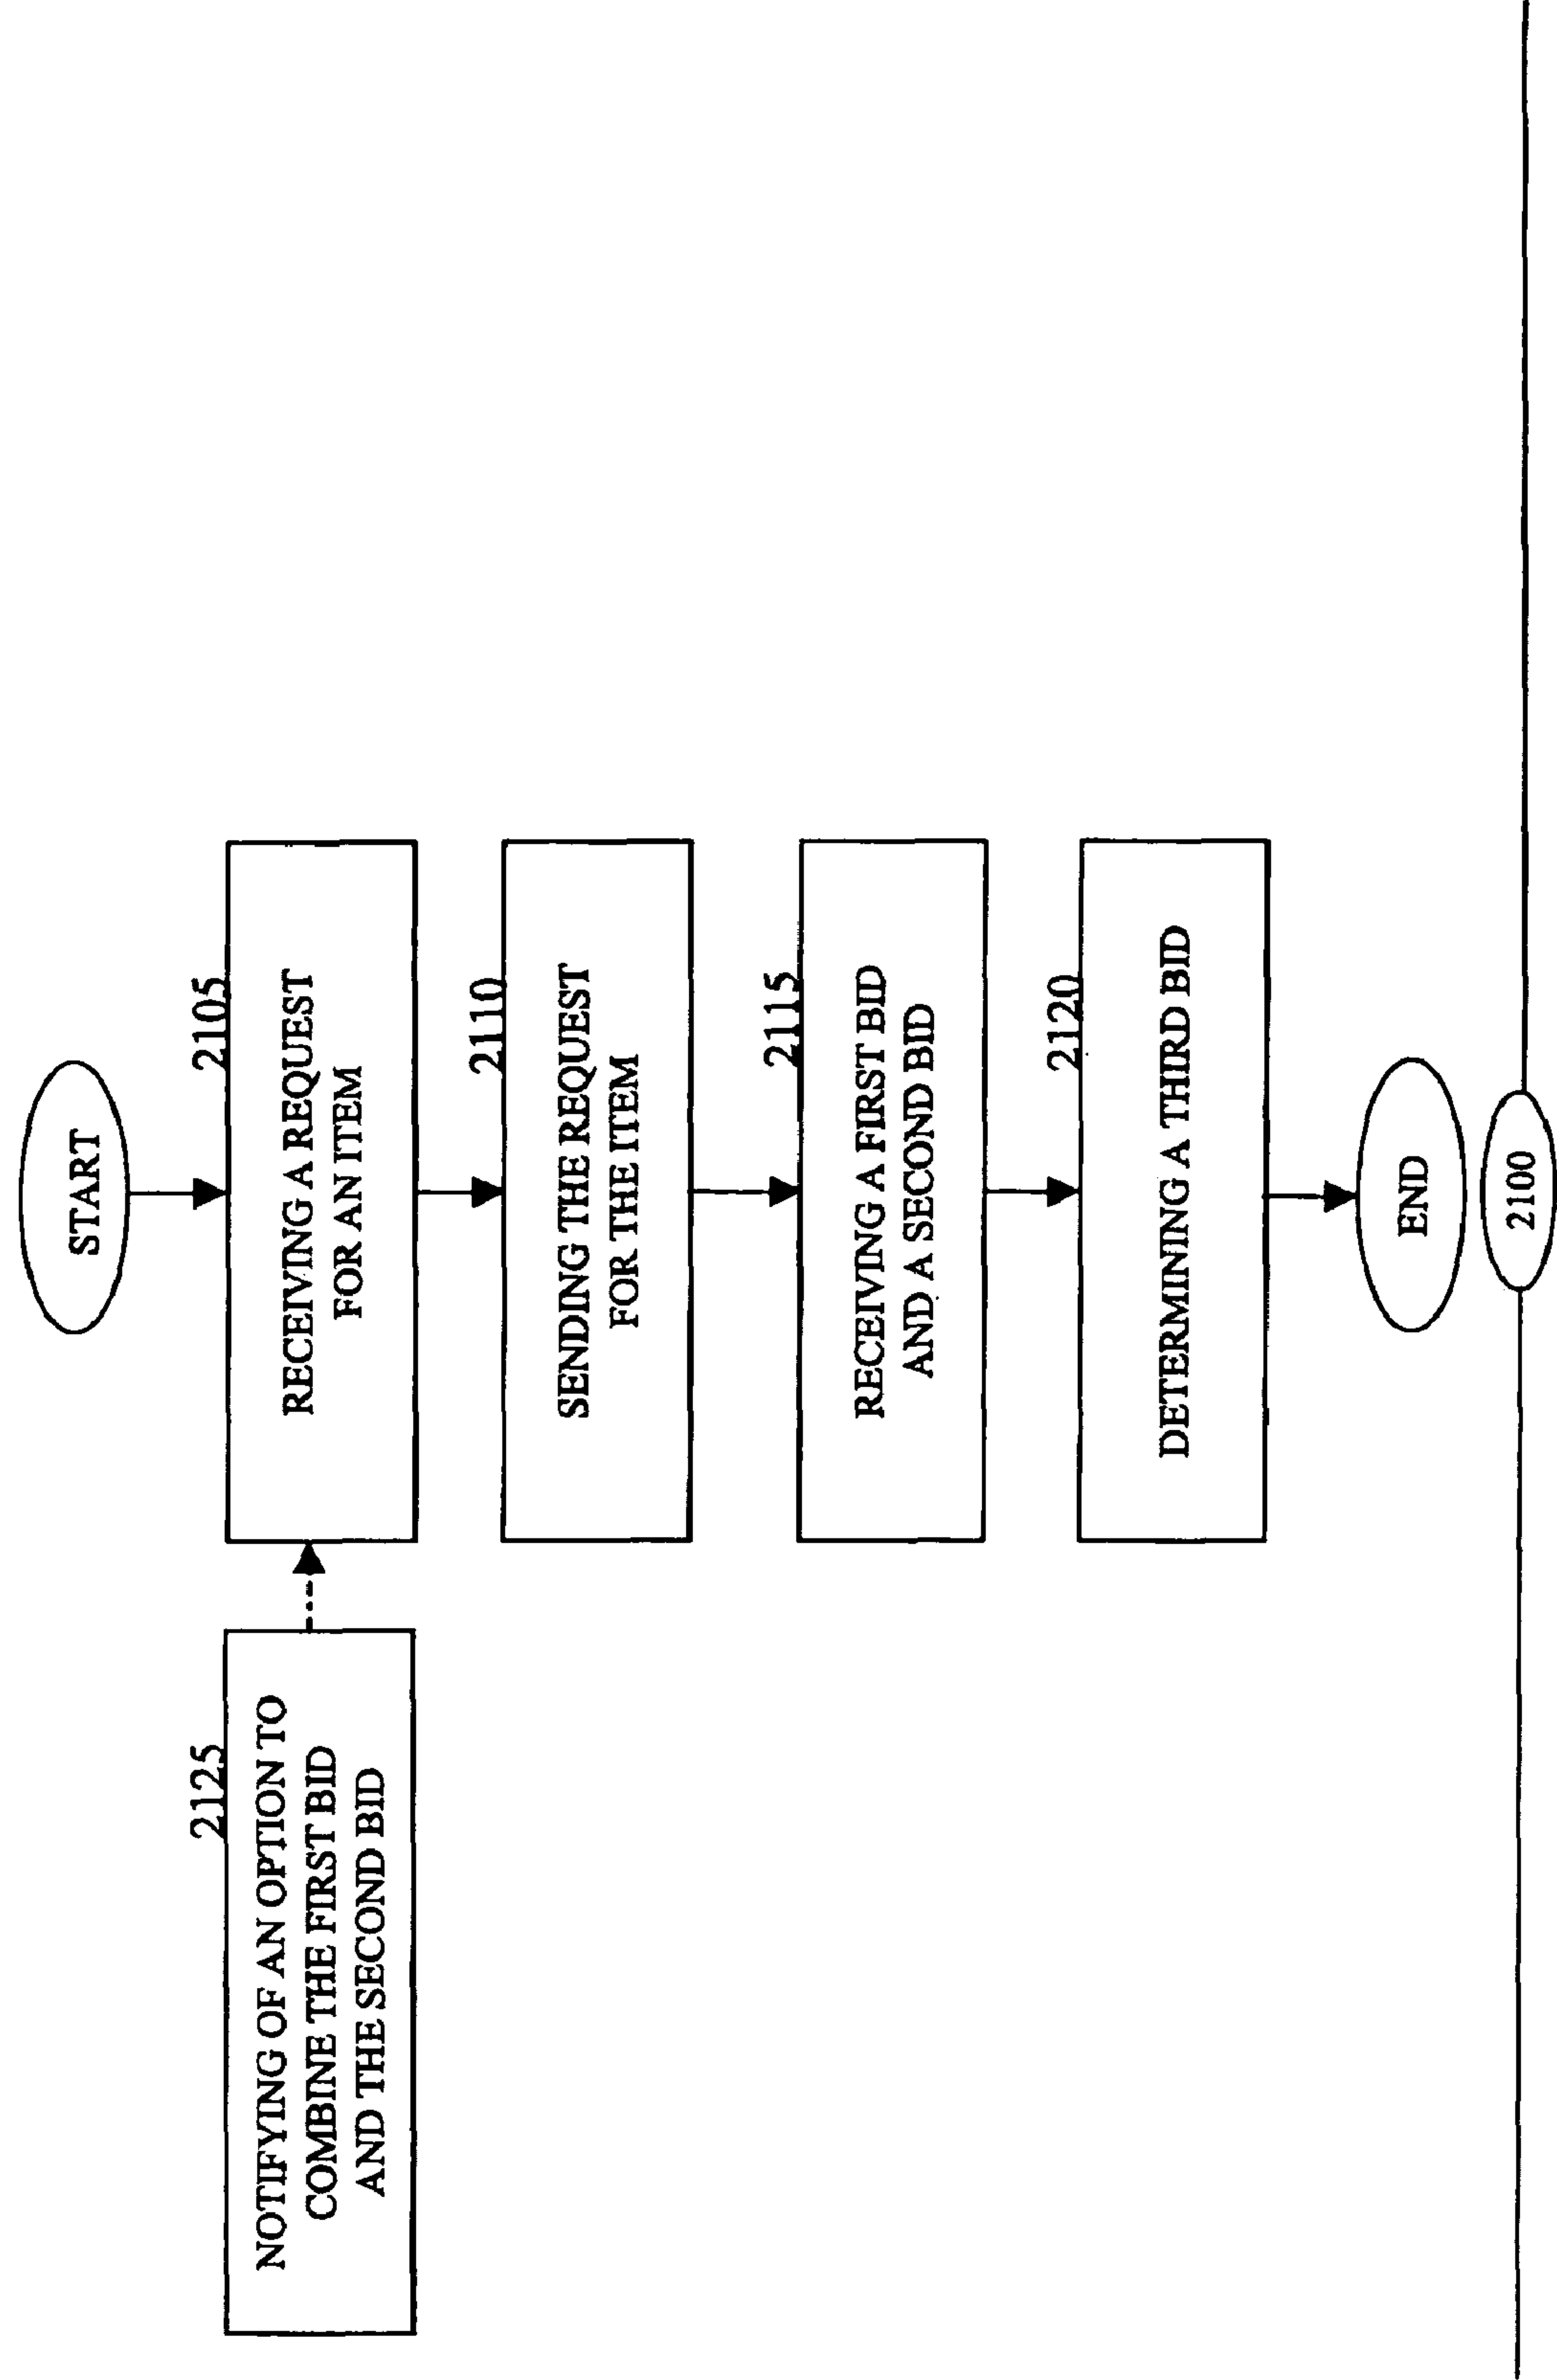 START
2105
RECEIVING A REQUEST
FOR AN ITEM
2125
NOTIFYING OF AN OPTION TO
COMBINE THE FIRST BID
AND THE SECOND BID
2110
SENDING THE REQUEST
FOR THE ITEM
2115
RECEIVING A FIRST BID
AND A SECOND BID
2120
DETERMINING A THIRD BID
END
2100